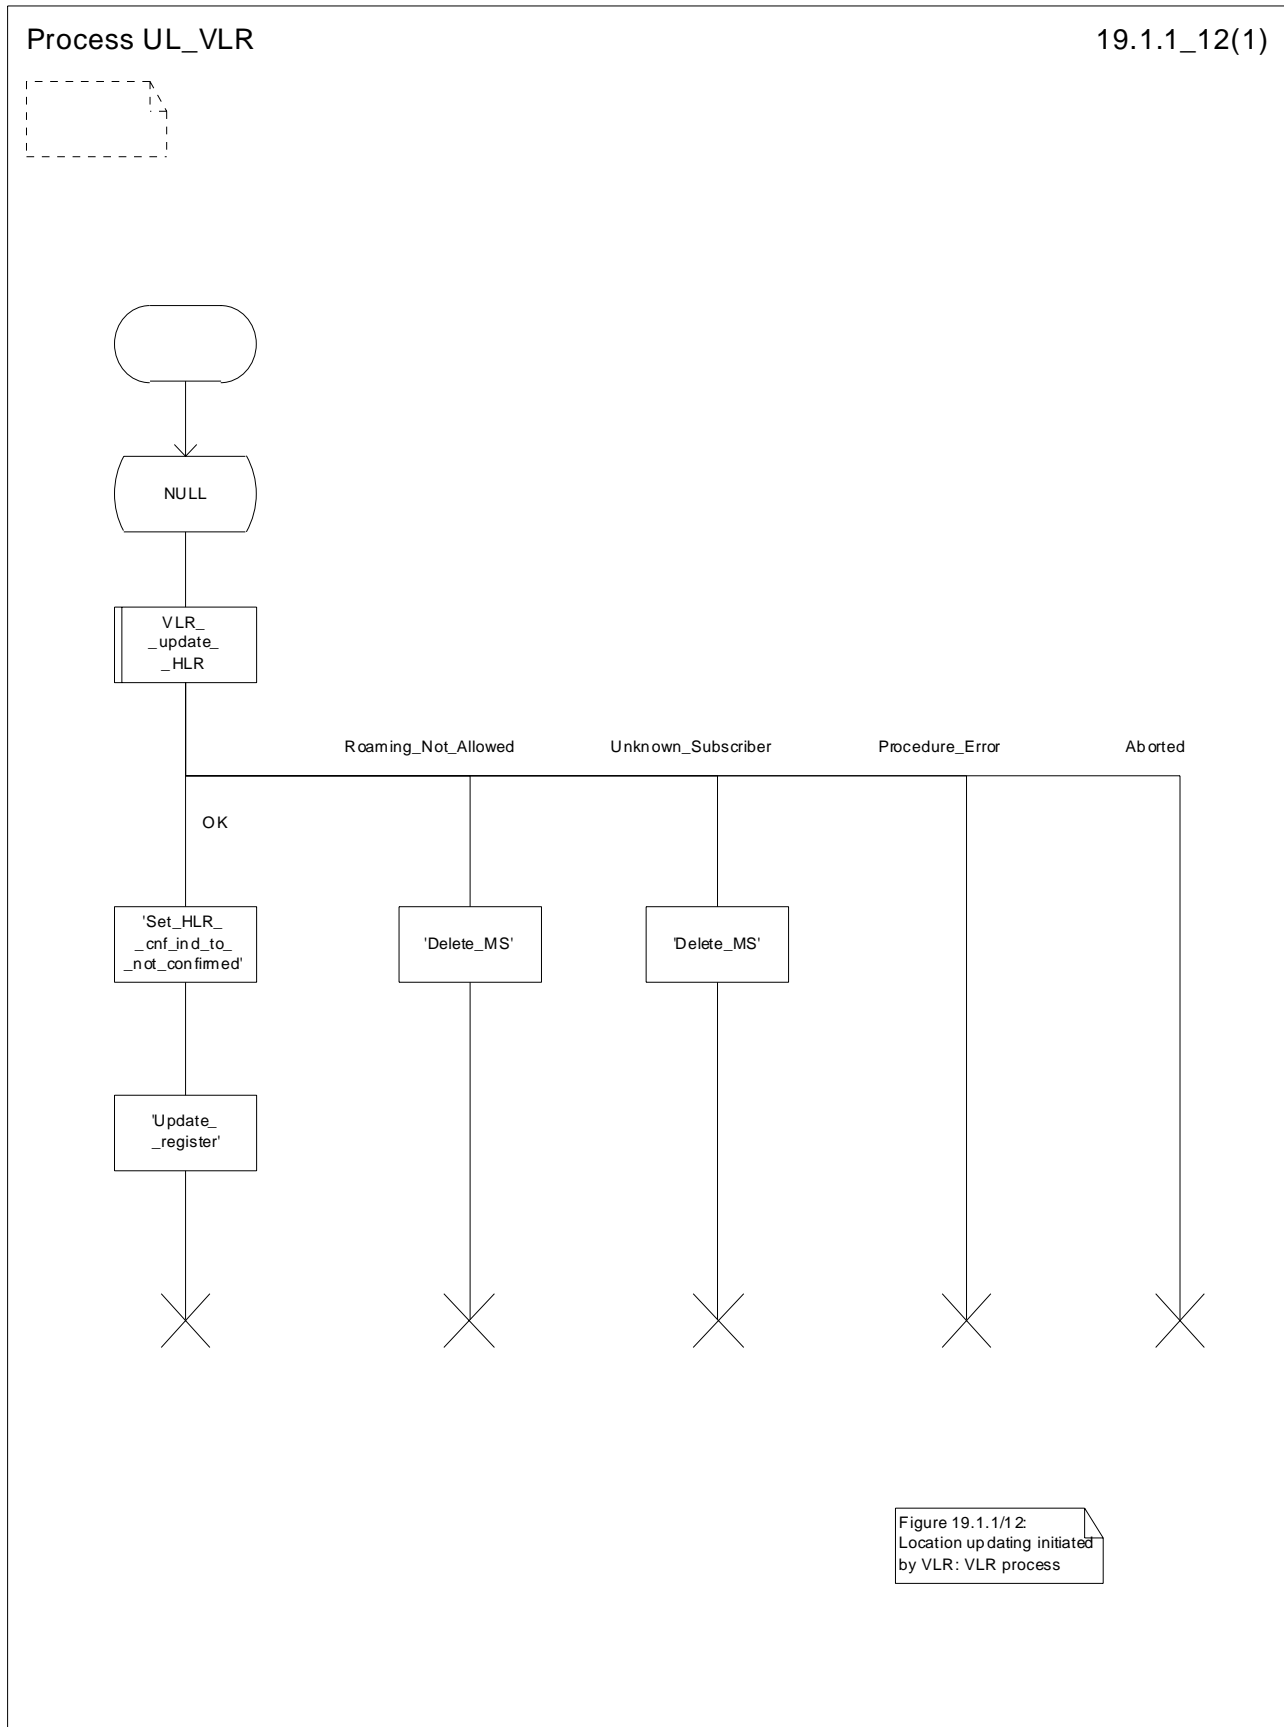 Process UL_VLR
19.1.1_12(1)
NULL
VLR_
_update_
_HLR
Roaming_Not_Allowed
Unknown_Subscriber
Procedure_Error
Aborted
OK
'Set_HLR_
_cnf_ind_to_
_not_confirmed'
'Delete_MS'
'Delete_MS'
'Update_
_register'
Figure 19.1.1/12:
Location updating initiated
by VLR: VLR process